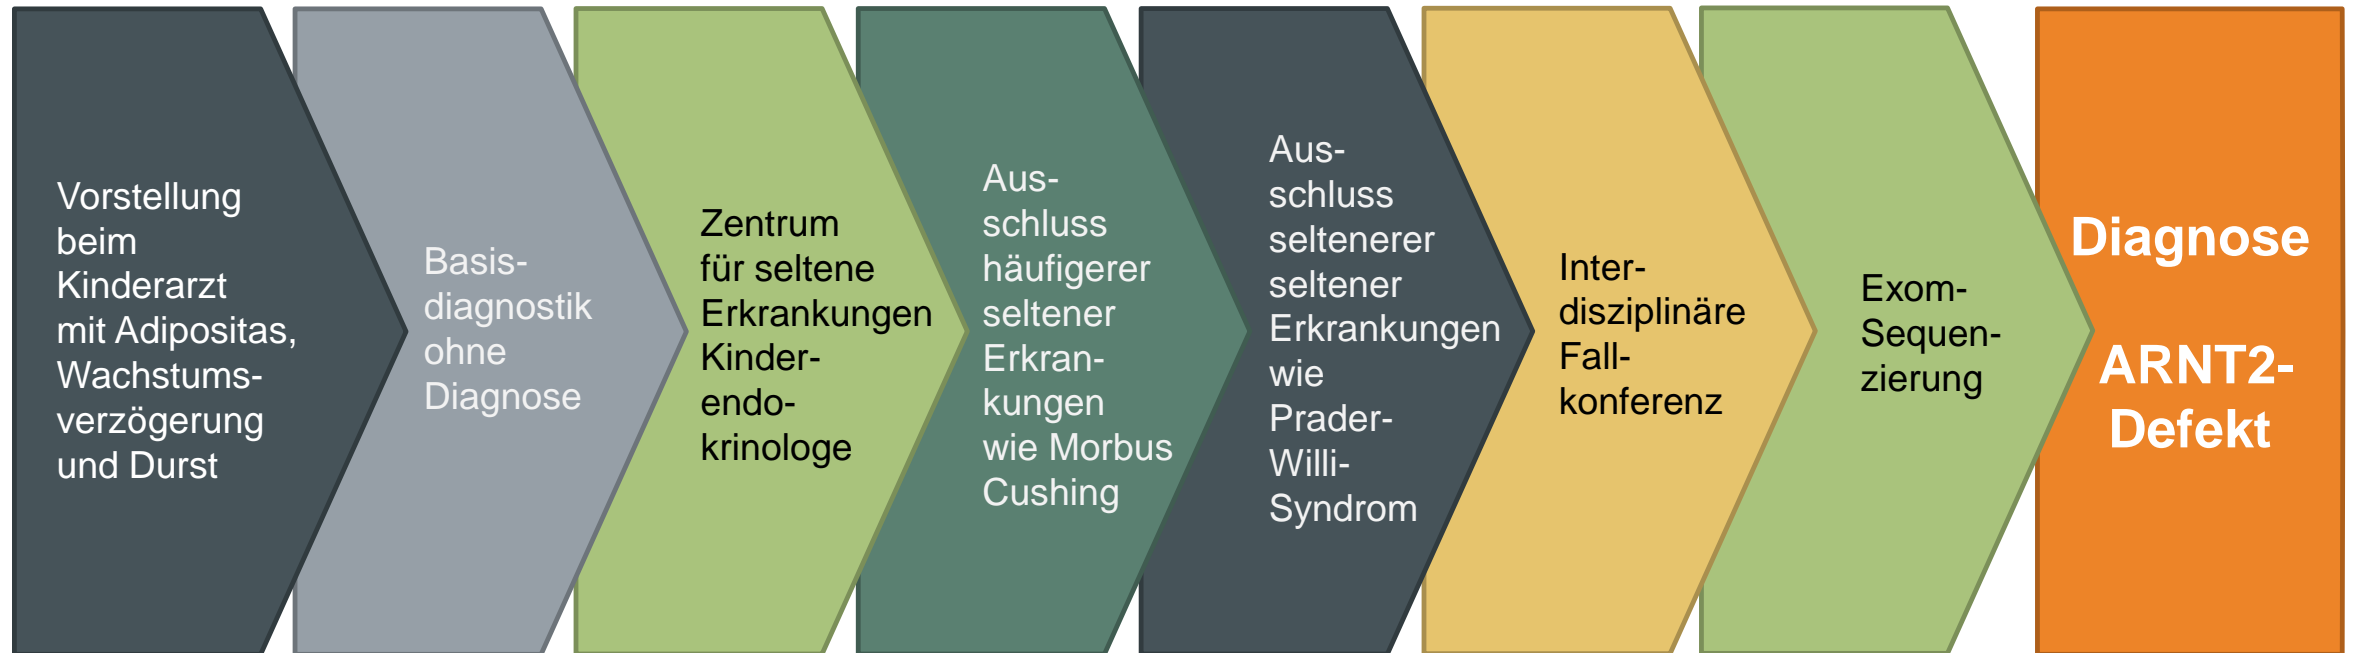 Vorstellung
beim
Kinderarzt
mit Adipositas,
Wachstums-
verzögerung
und Durst
Basis-
diagnostik
ohne
Diagnose
Zentrum
für seltene
Erkrankungen
Kinder-
endo-
krinologe
Aus-
schluss
häufigerer
seltener
Erkran-
kungen
wie Morbus
Cushing
Aus-
schluss
seltenerer
seltener
Erkrankungen
wie
Prader-
Willi-
Syndrom
Inter-
disziplinäre
Fall-
konferenz
Exom-
Sequen-
zierung
Diagnose
ARNT2-
Defekt